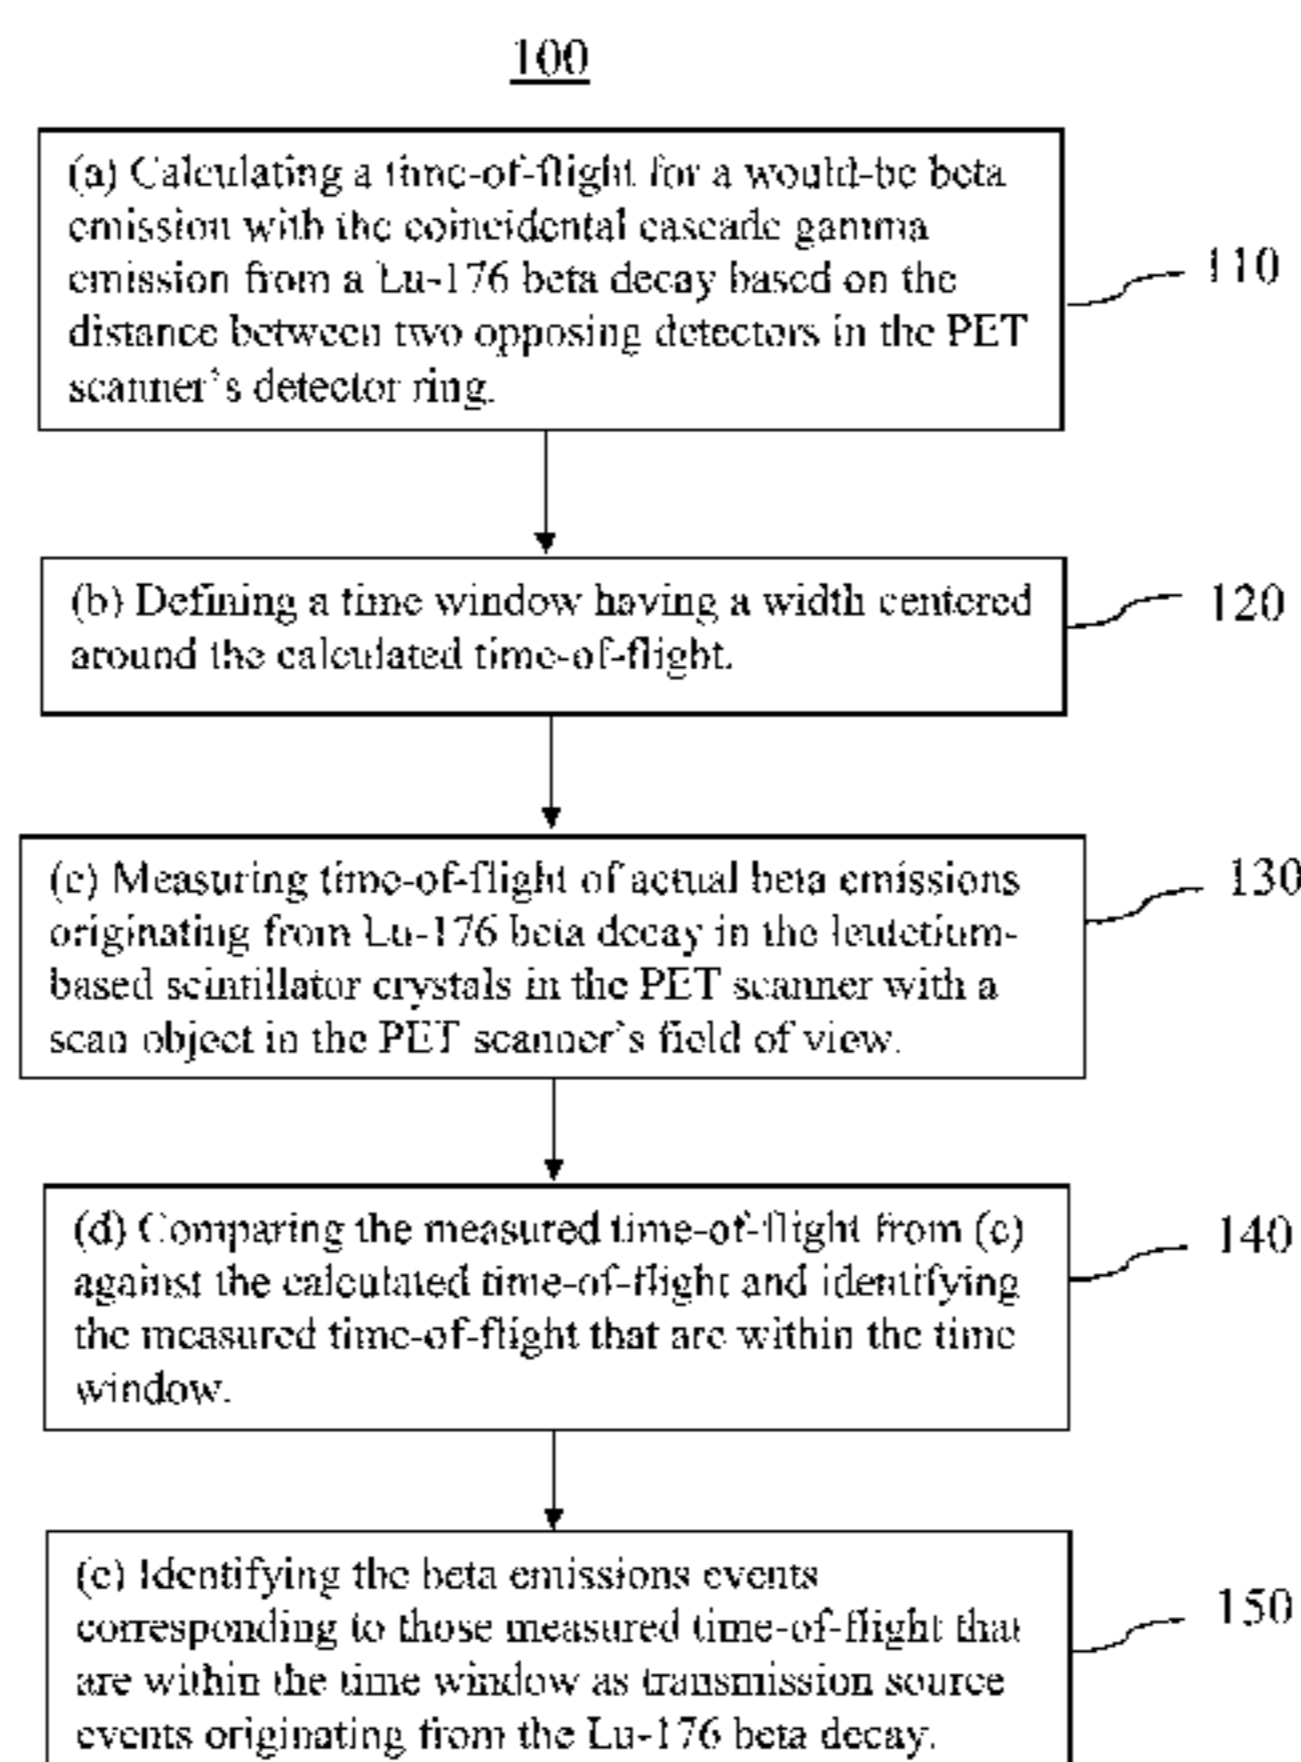 100
(a) Calculating a time-of-flight for a would-be beta
emission with the coincidental cascade gamma
emission from a Lu-176 beta decay based on the
distance between two opposing detectors in the PET
scanner's detector ring.
110
(b) Defining a time window having a width centered
around the calculated time-of-flight.
120
(c) Measuring time-of-flight of actual beta emissions
originating from Lu-176 beta decay in the leutetium-
based scintillator crystals in the PET scanner with a
scan object in the PET scanner's field of view.
130
(d) Comparing the measured time-of-flight from (c)
against the calculated time-of-flight and identifying
the measured time-of-flight that are within the time
window.
140
(e) Identifying the beta emissions events
corresponding to those measured time-of-flight that
are within the time window as transmission source
events originating from the Lu-176 beta decay.
150